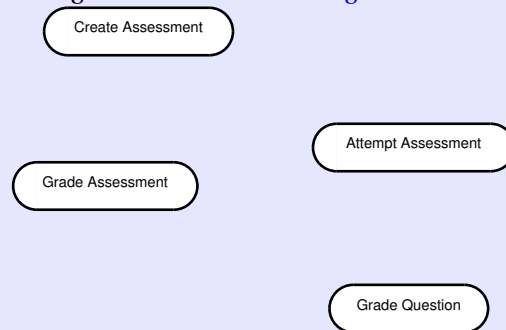 Create Assessment
Attempt Assessment
Grade Assessment
Grade Question